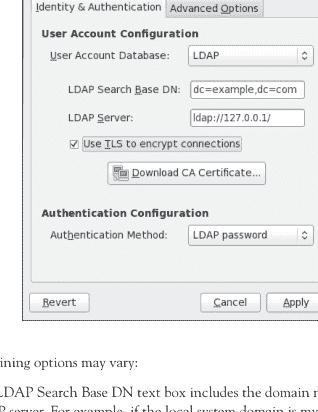 Identity & Authentication Advanced Options
User Account Configuration
User Account Database: LDAP
LDAP Search Base DN: dc=example,dc=com
LDAP Server: ldap://127.0.0.1/
Use TLS to encrypt connections
Download CA Certificate...
Authentication Configuration
Authentication Method: LDAP password
Revert Cancel Apply
ining options may vary:
LDAP Search Base DN text box includes the domain
server. For example, if the local system domain is